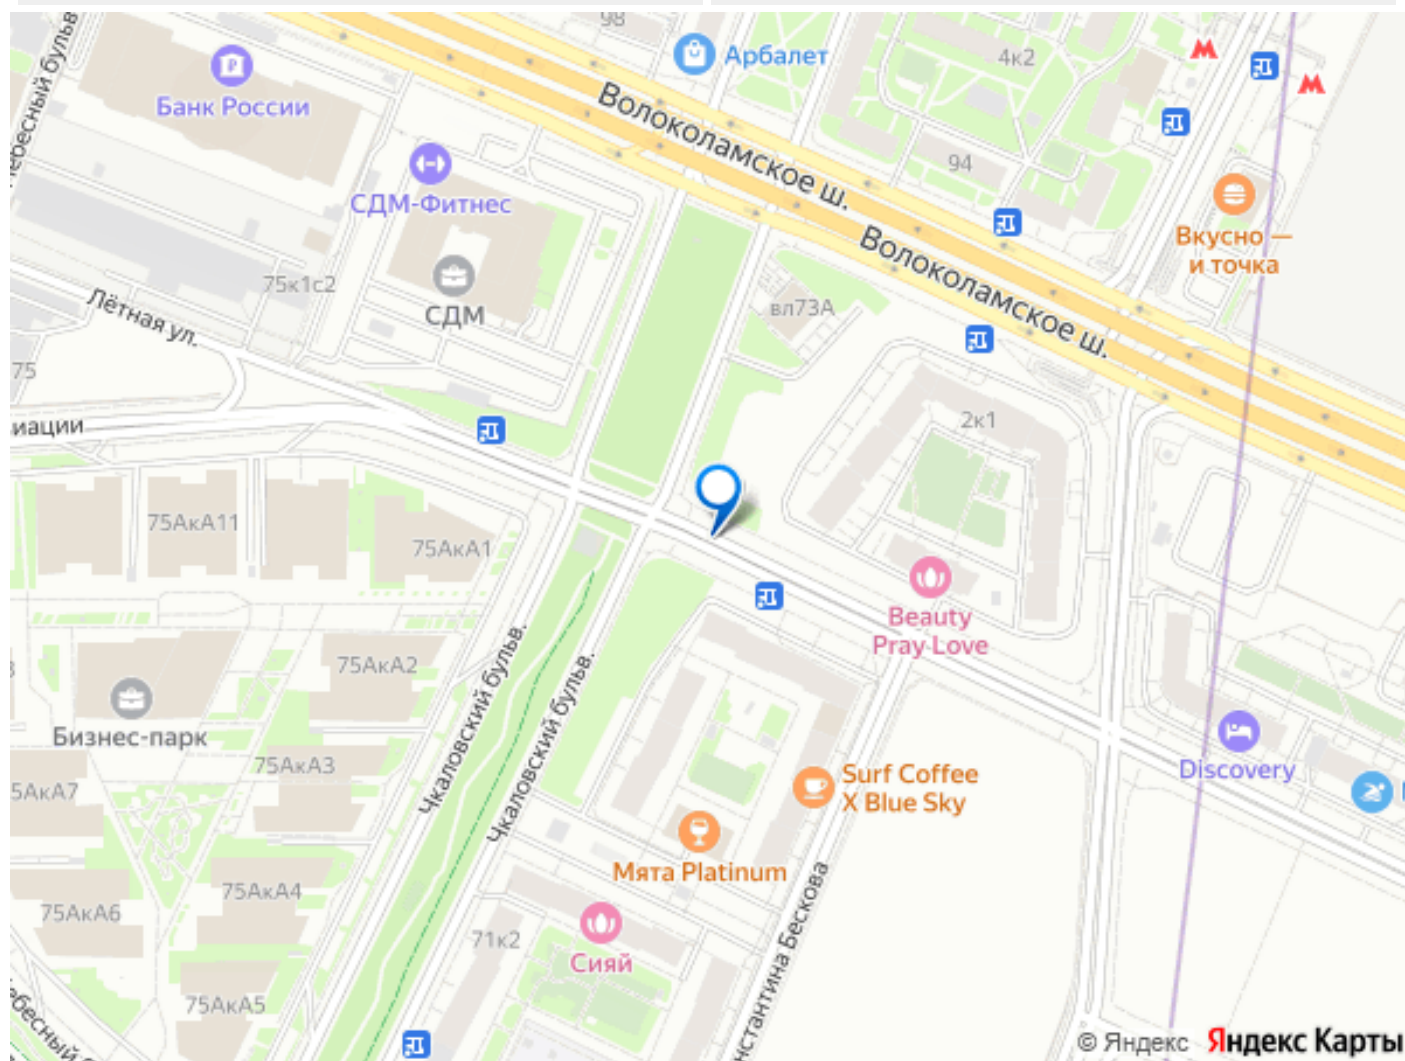 98
Арбалет
4к2
Банк России
Волоколамское ш.
94
СДМ-Фитнес
Вкусно —
и точка
Волоколамское ш.
75к1с2
СДМ
вл73А
Лётная ул.
75
2к1
иации
75АкА11
75АкА1
Beauty
Pray Love
75АкА2
Чкаловский бульв.
Чкаловский бульв.
Бизнес-парк
75АкА3
5АкА7
Surf Coffee
X Blue Sky
Discovery
Мята Platinum
75АкА4
75АкА6
71к2
Сияй
нстантина Бескова
75АкА5
© Яндекс Яндекс Карты